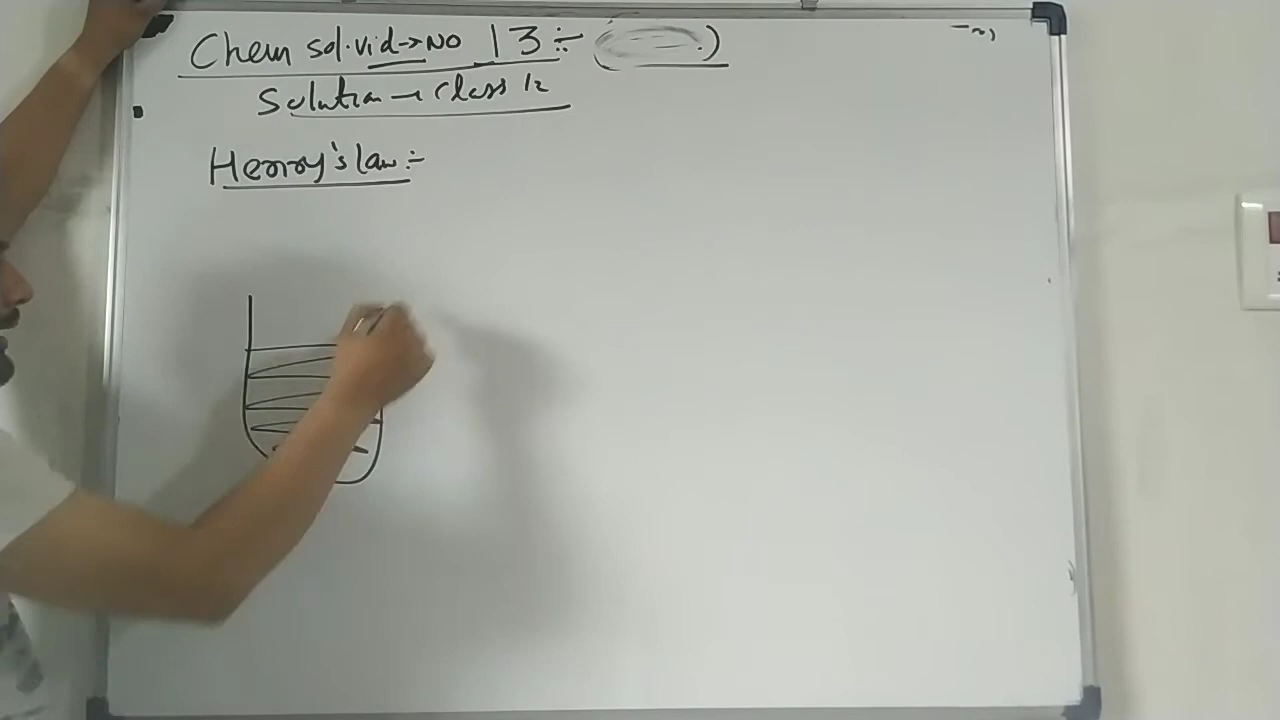 Chem sol.vid→No 13 :-
Solution → Class 12
Henry's law :-